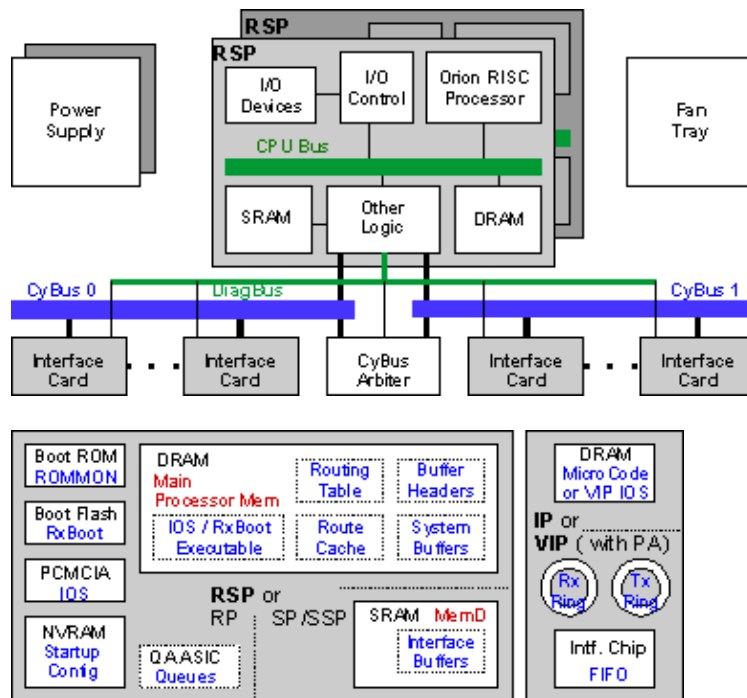 RSP
RSP
Power
Supply
I/O
Devices
I/O
Control
Orion RISC
Processor
Fan
Tray
CPU Bus
SRAM
Other
Logic
DRAM
CyBus 0
DiagBus
CyBus 1
Interface
Card
. . .
Interface
Card
CyBus
Arbiter
Interface
Card
. . .
Interface
Card
Boot ROM
ROMMON
Boot Flash
RxBoot
PCMCIA
IOS
NVRAM
Startup
Config
DRAM
Main
Processor Mem
IOS / RxBoot
Executable
Routing
Table
Buffer
Headers
Route
Cache
System
Buffers
RSP or
RP
SP/SSP
QA ASIC
Queues
SRAM MemD
Interface
Buffers
DRAM
Micro Code
or VIP IOS
IP or
VIP ( with PA)
Rx
Ring
Tx
Ring
Intf. Chip
FIFO